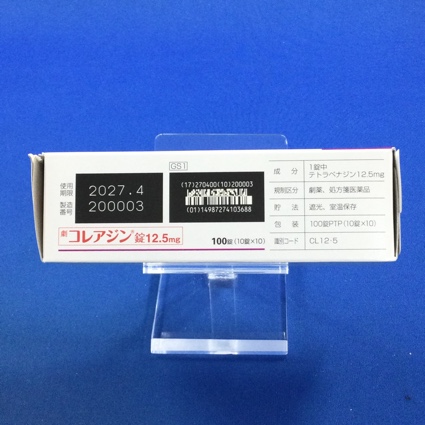 使用
期限
2027.4
製造
番号
200003
GS1
(17)270400(10)200003
(01)14987274103688
劇 コレアジン®錠12.5mg
100錠(10錠×10)
成 分
1錠中
テトラベナジン12.5mg
規制区分 劇薬、処方箋医薬品
貯 法 遮光、室温保存
包 装 100錠PTP(10錠×10)
識別コード CL12·5